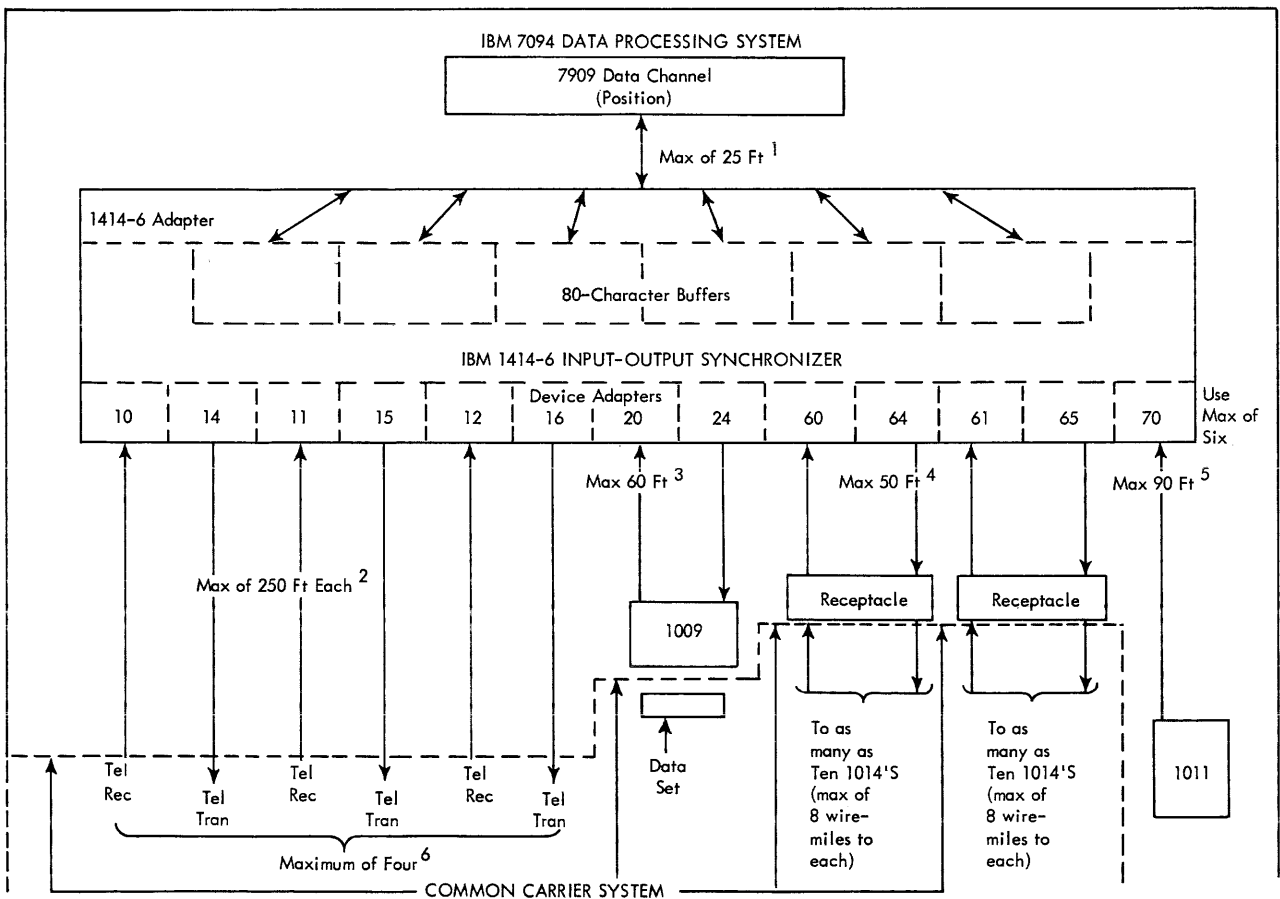 IBM 7094 DATA PROCESSING SYSTEM
7909 Data Channel
(Position)
Max of 25 Ft 1
1414-6 Adapter
80-Character Buffers
IBM 1414-6 INPUT-OUTPUT SYNCHRONIZER
Device Adapters
10 14 11 15 12 16 20 24 60 64 61 65 70
Use
Max of
Six
Max 60 Ft 3
Max 50 Ft 4
Max 90 Ft 5
Max of 250 Ft Each 2
1009
Receptacle
Receptacle
Data
Set
Tel
Rec
Tel
Tran
Tel
Rec
Tel
Tran
Tel
Rec
Tel
Tran
Maximum of Four 6
To as
many as
Ten 1014'S
(max of
8 wire-
miles to
each)
To as
many as
Ten 1014'S
(max of
8 wire-
miles to
each)
1011
COMMON CARRIER SYSTEM